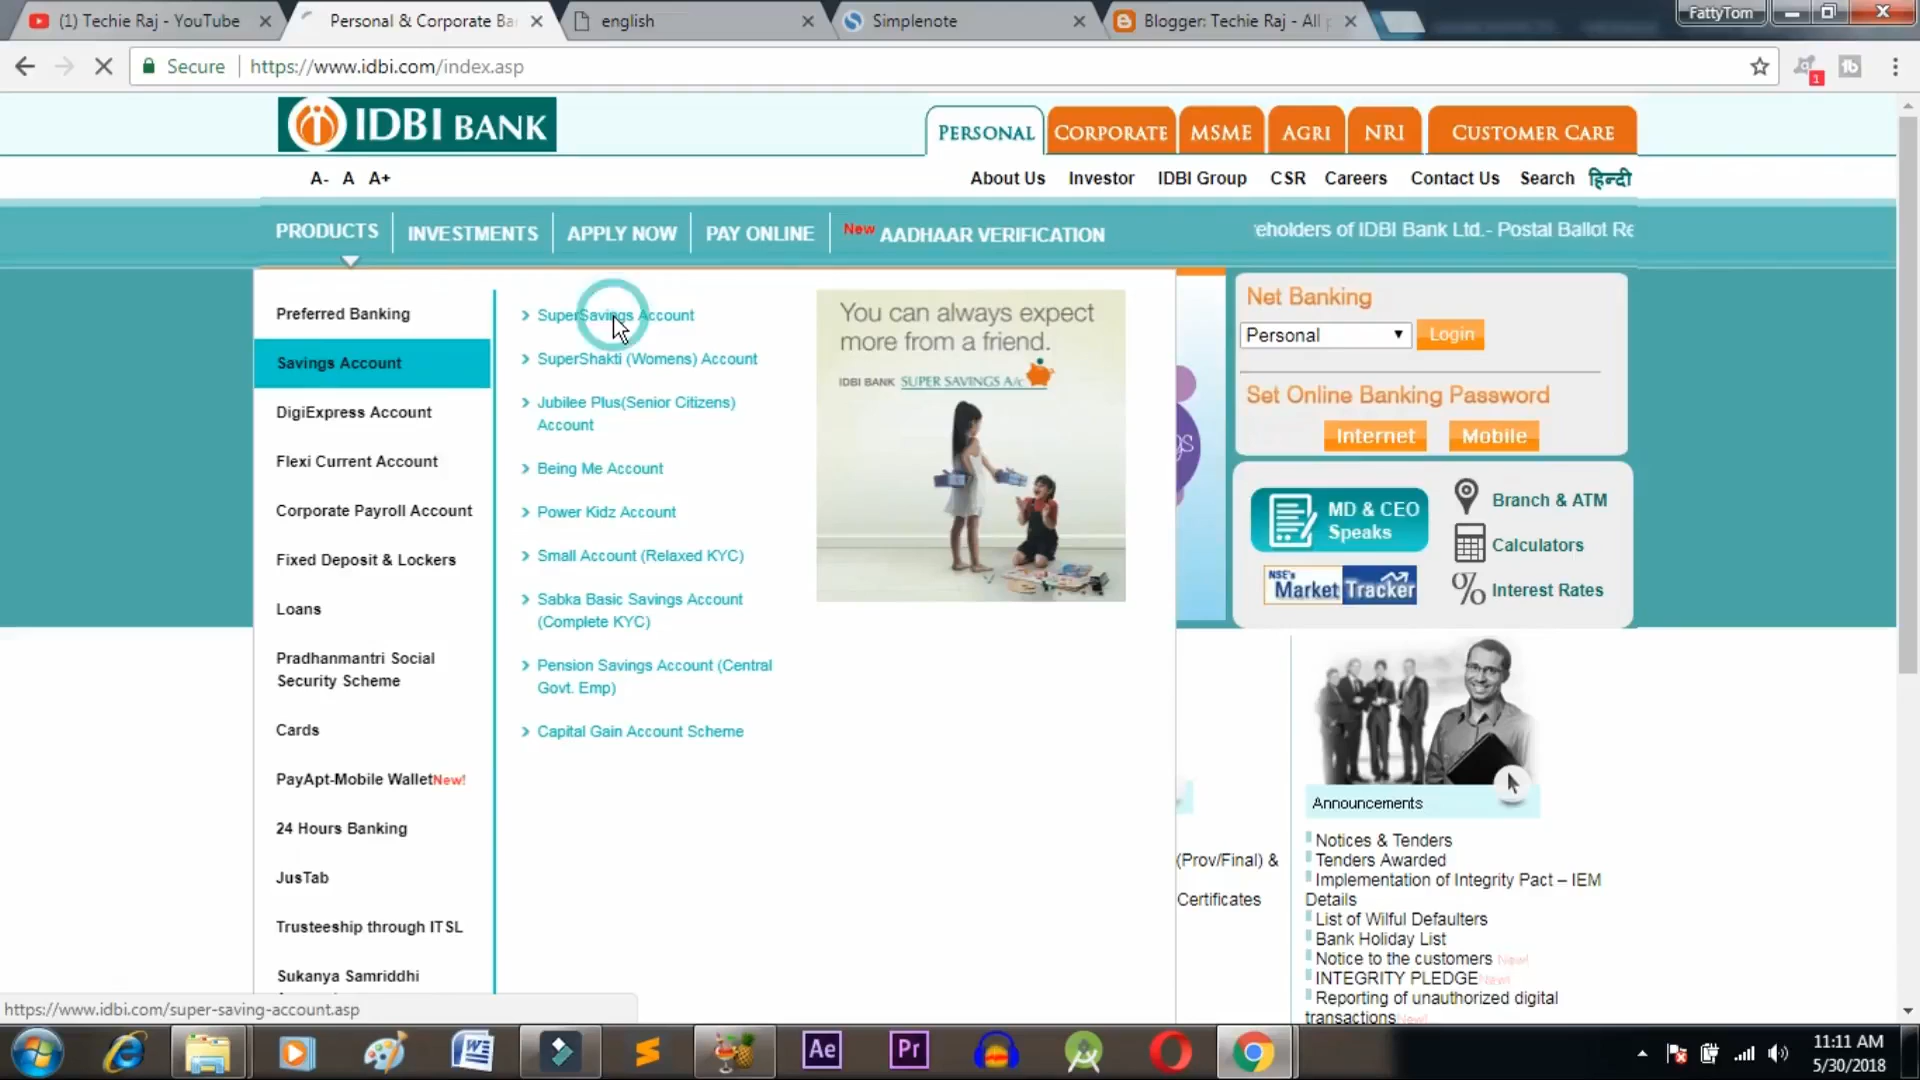 (1) Techie Raj - YouTube
Personal & Corporate Ba
english
Simplenote
Blogger: Techie Raj - All p
FattyTom
Secure
https://www.idbi.com/index.asp
1
IDBI BANK
PERSONAL
CORPORATE
MSME
AGRI
NRI
CUSTOMER CARE
A- A A+
About Us
Investor
IDBI Group
CSR
Careers
Contact Us
Search
हिन्दी
PRODUCTS
INVESTMENTS
APPLY NOW
PAY ONLINE
New AADHAAR VERIFICATION
eholders of IDBI Bank Ltd.- Postal Ballot Re
Preferred Banking
Savings Account
DigiExpress Account
Flexi Current Account
Corporate Payroll Account
Fixed Deposit & Lockers
Loans
Pradhanmantri Social
Security Scheme
Cards
PayApt-Mobile WalletNew!
24 Hours Banking
JusTab
Trusteeship through ITSL
Sukanya Samriddhi
SuperSavings Account
SuperShakti (Womens) Account
Jubilee Plus(Senior Citizens)
Account
Being Me Account
Power Kidz Account
Small Account (Relaxed KYC)
Sabka Basic Savings Account
(Complete KYC)
Pension Savings Account (Central
Govt. Emp)
Capital Gain Account Scheme
You can always expect
more from a friend.
IDBI BANK SUPER SAVINGS A/c
Net Banking
Personal
Login
Set Online Banking Password
Internet
Mobile
MD & CEO
Speaks
NSE's
Market Tracker
Branch & ATM
Calculators
Interest Rates
(Prov/Final) &
Certificates
Announcements
Notices & Tenders
Tenders Awarded
Implementation of Integrity Pact – IEM
Details
List of Wilful Defaulters
Bank Holiday List
Notice to the customers New!
INTEGRITY PLEDGE New!
Reporting of unauthorized digital
transactions New!
https://www.idbi.com/super-saving-account.asp
Ae
Pr
11:11 AM
5/30/2018